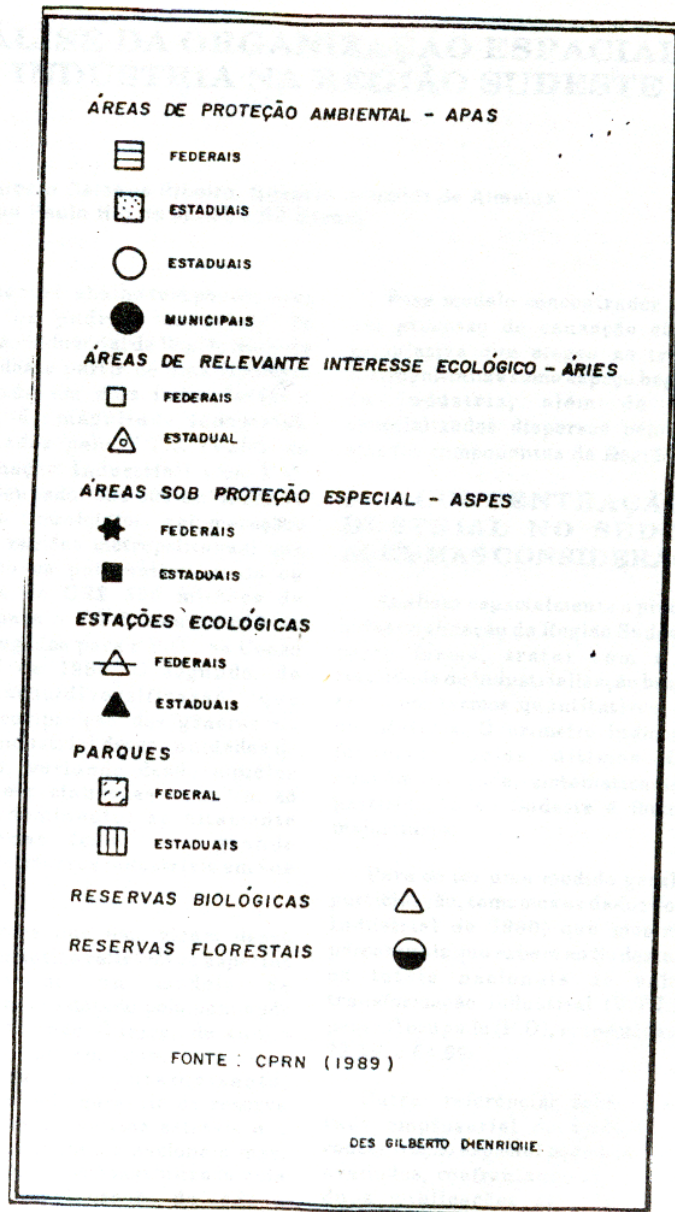 ÁREAS DE PROTEÇÃO AMBIENTAL - APAS
FEDERAIS
ESTADUAIS
ESTADUAIS
MUNICIPAIS
ÁREAS DE RELEVANTE INTERESSE ECOLÓGICO - ARIES
FEDERAIS
ESTADUAL
ÁREAS SOB PROTEÇÃO ESPECIAL - ASPES
FEDERAIS
ESTADUAIS
ESTAÇÕES ECOLÓGICAS
FEDERAIS
ESTADUAIS
PARQUES
FEDERAL
ESTADUAIS
RESERVAS BIOLÓGICAS
RESERVAS FLORESTAIS
FONTE: CPRN (1989)
DES GILBERTO DHENRIQUE